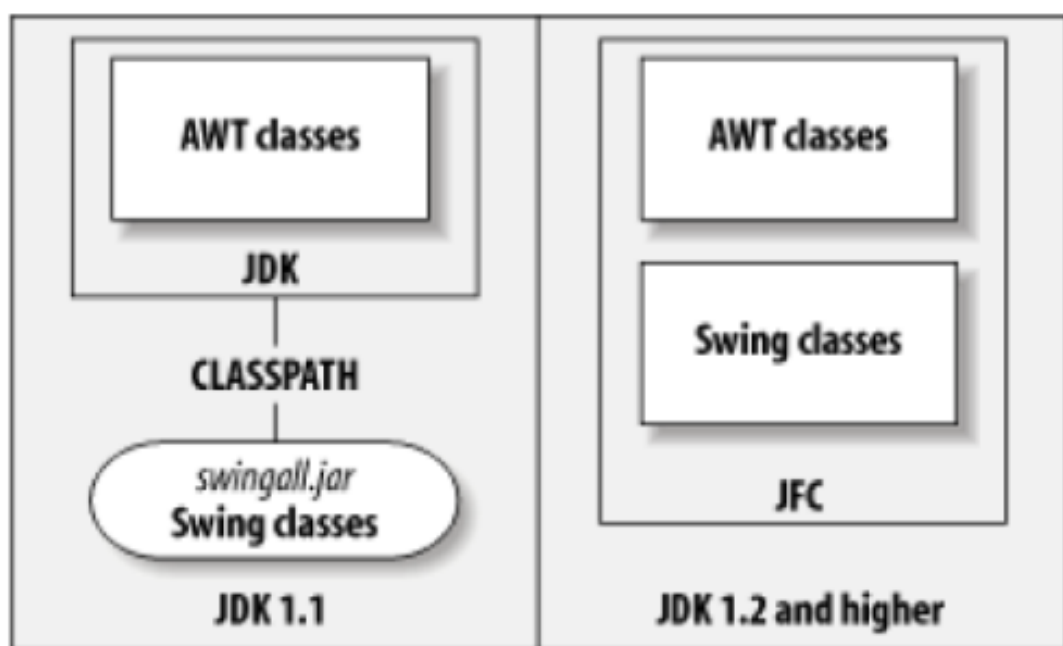 AWT classes
JDK
CLASSPATH
swingall.jar
Swing classes
JDK 1.1
AWT classes
Swing classes
JFC
JDK 1.2 and higher